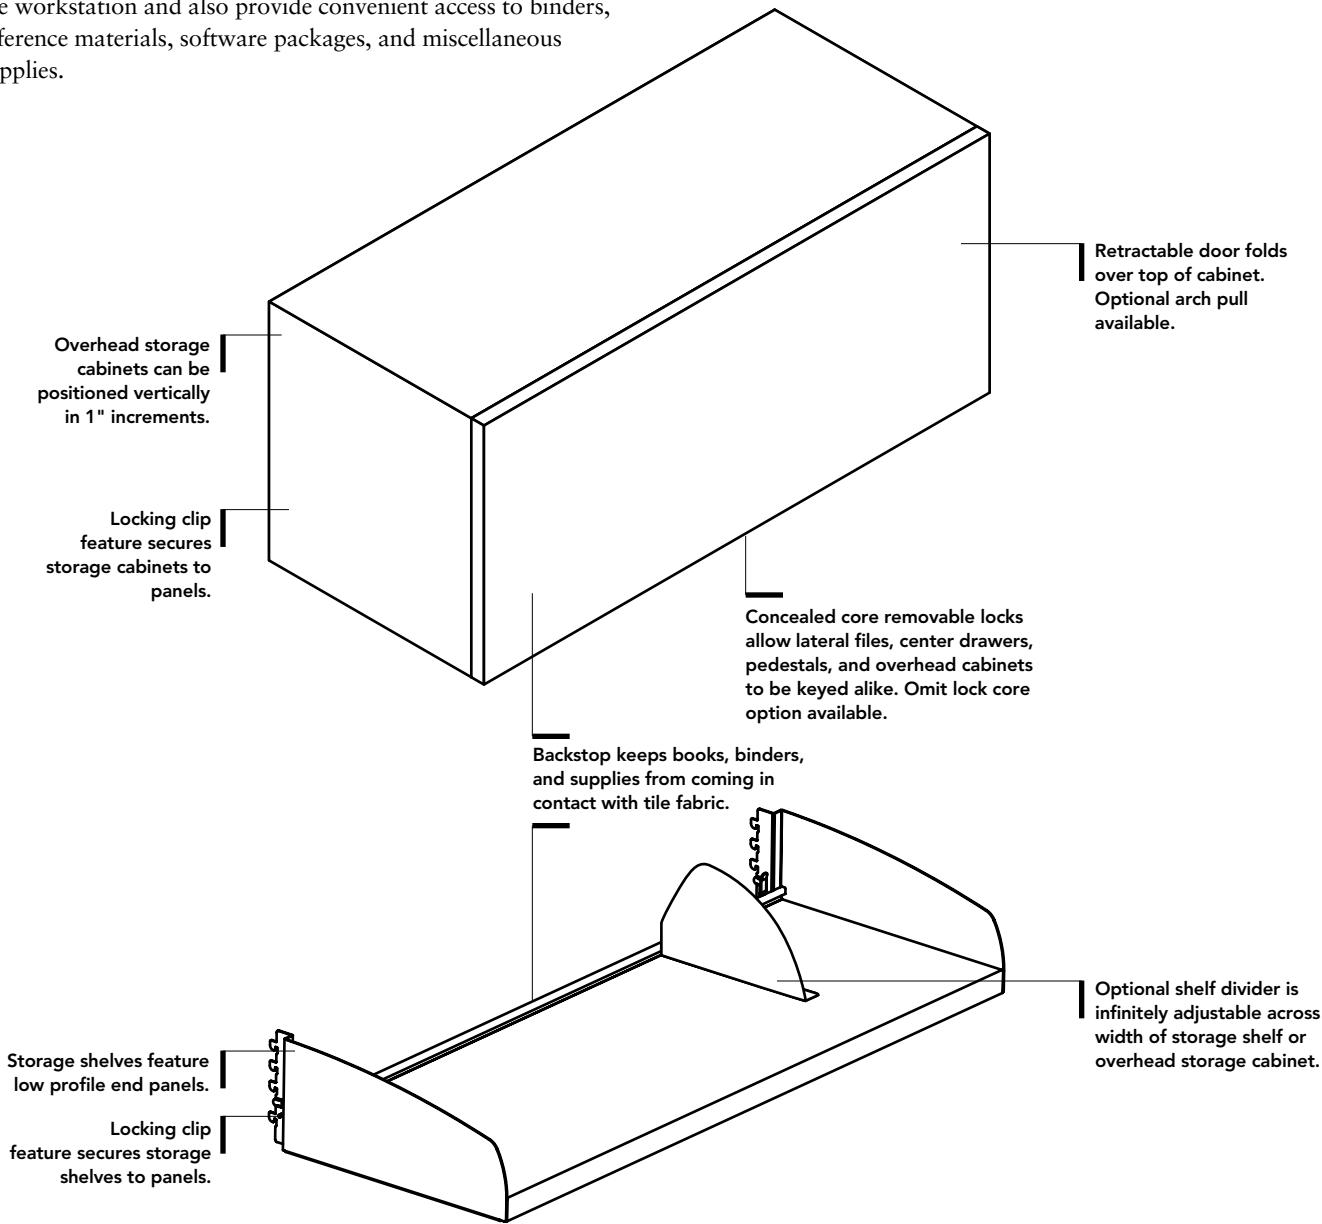 workstation and also provide convenient access to binders,
materials, software packages, and miscellaneous
Retractable door folds
over top of cabinet.
Optional arch pull
available.
Overhead storage
cabinets can be
positioned vertically
in 1" increments.
Locking clip
feature secures
storage cabinets to
panels.
Concealed core removable locks
allow lateral files, center drawers,
pedestals, and overhead cabinets
to be keyed alike. Omit lock core
option available.
Backstop keeps books, binders,
and supplies from coming in
contact with tile fabric.
Optional shelf divider is
infinitely adjustable across
width of storage shelf or
overhead storage cabinet.
Storage shelves feature
low profile end panels.
Locking clip
feature secures storage
shelves to panels.